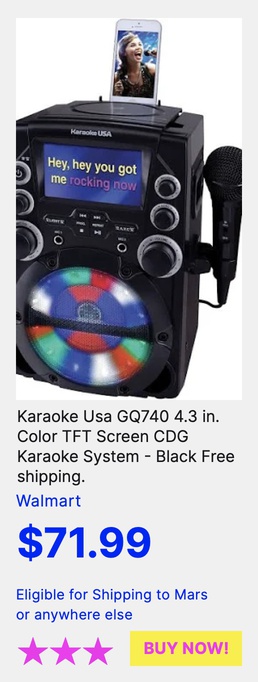 Karaoke USA
Hey, hey you got
me rocking now
Karaoke Usa GQ740 4.3 in.
Color TFT Screen CDG
Karaoke System - Black Free
shipping.
Walmart
$71.99
Eligible for Shipping to Mars
or anywhere else
BUY NOW!